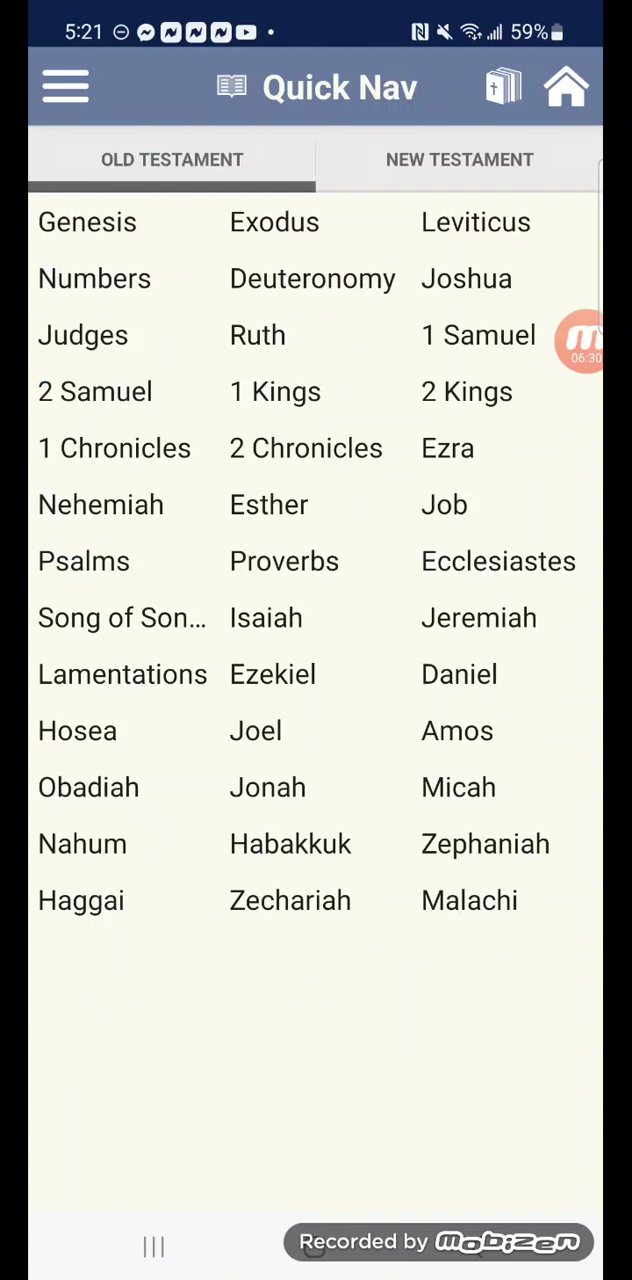 5:21 59%
Quick Nav
OLD TESTAMENT NEW TESTAMENT
Genesis Exodus Leviticus
Numbers Deuteronomy Joshua
Judges Ruth 1 Samuel
06:30
2 Samuel 1 Kings 2 Kings
1 Chronicles 2 Chronicles Ezra
Nehemiah Esther Job
Psalms Proverbs Ecclesiastes
Song of Son... Isaiah Jeremiah
Lamentations Ezekiel Daniel
Hosea Joel Amos
Obadiah Jonah Micah
Nahum Habakkuk Zephaniah
Haggai Zechariah Malachi
Recorded by mobizen